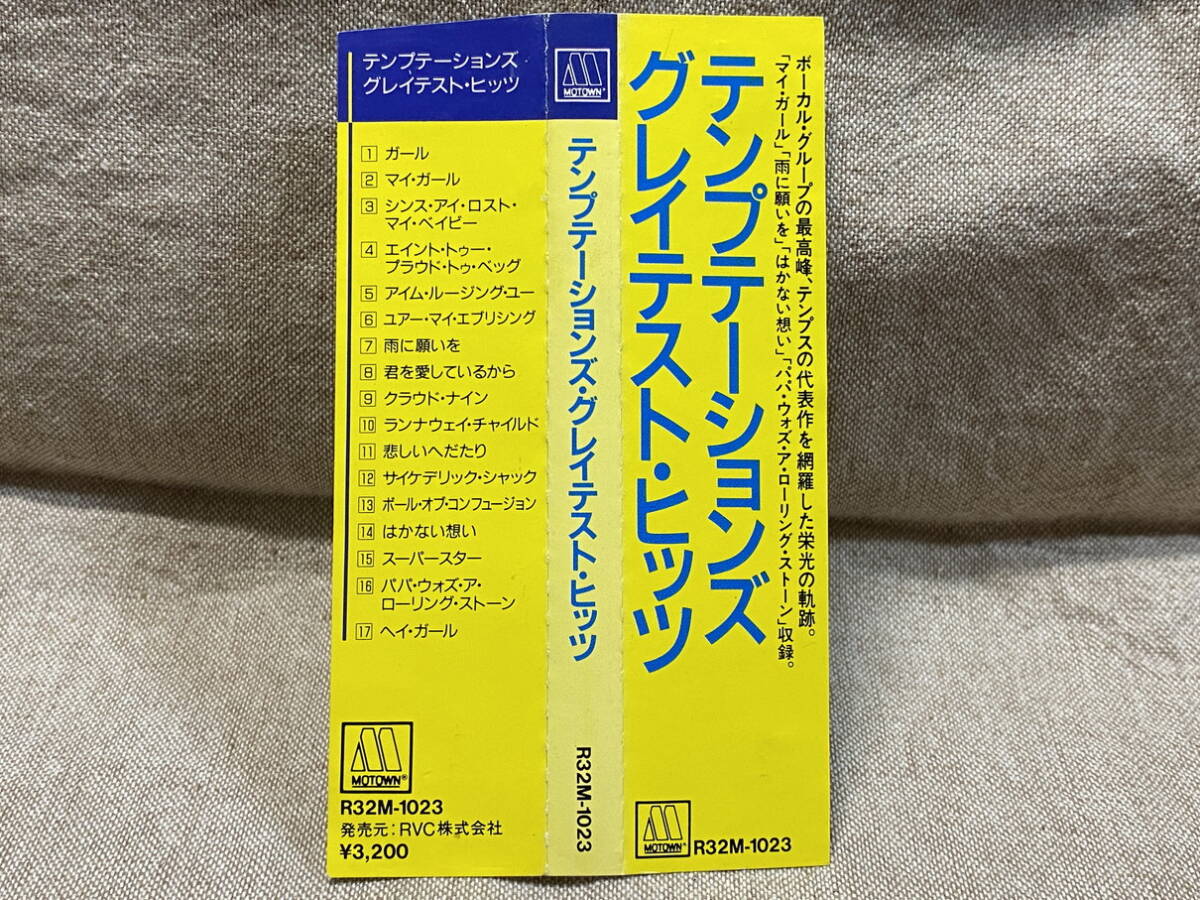 テンプテーションズ
グレイテスト・ヒッツ
1 ガール
2 マイ・ガール
3 シンス・アイ・ロスト・
マイ・ベイビー
4 エイント・トゥー・
プラウド・トゥ・ベッグ
5 アイム・ルージング・ユー
6 ユアー・マイ・エブリシング
7 雨に願いを
8 君を愛しているから
9 クラウド・ナイン
10 ランナウェイ・チャイルド
11 悲しいへだたり
12 サイケデリック・シャック
13 ボール・オブ・コンフュージョン
14 はかない想い
15 スーパースター
16 パパ・ウォズ・ア・
ローリング・ストーン
17 ヘイ・ガール
MOTOWN®
R32M-1023
発売元：RVC株式会社
¥3,200
MOTOWN®
テンプテーションズ・グレイテスト・ヒッツ
R32M-1023
ボーカル・グループの最高峰、テンプスの代表作を網羅した栄光の軌跡。
「マイ・ガール」「雨に願いを」「はかない想い」「パパ・ウォズ・ア・ローリング・ストーン」収録。
テンプテーションズ
グレイテスト・ヒッツ
MOTOWN®
R32M-1023